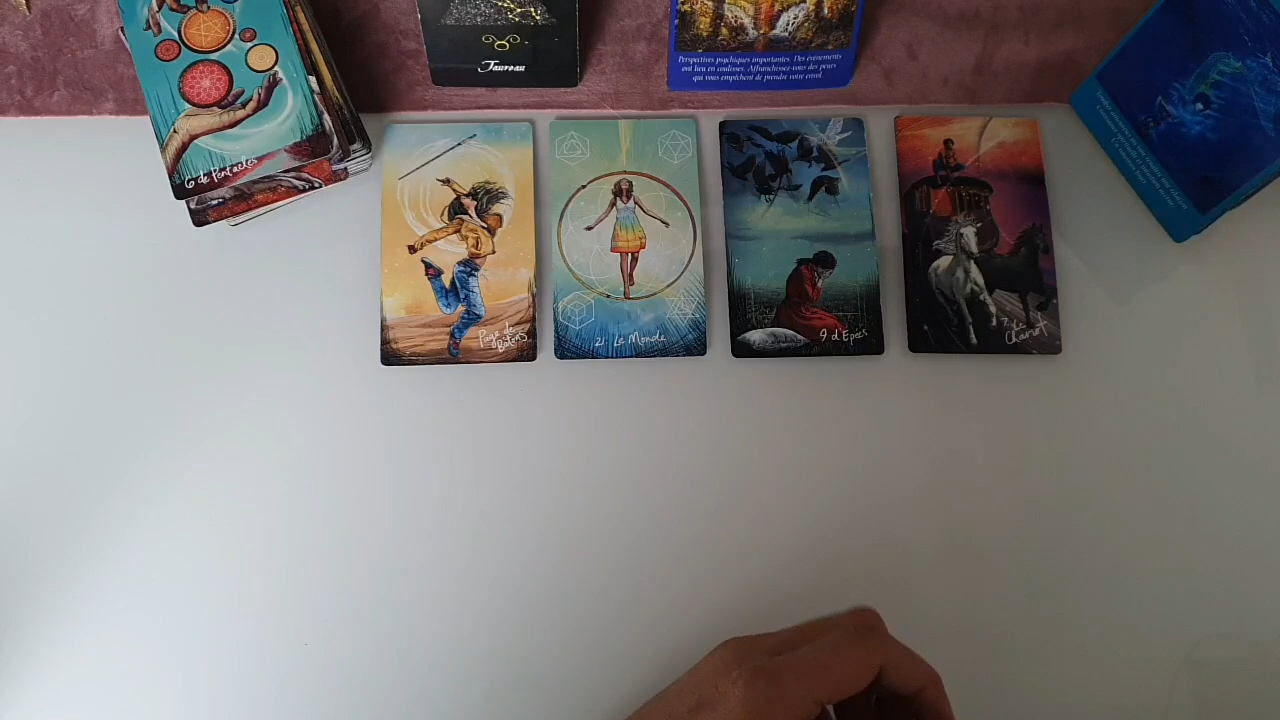 Taureau
Perspectives psychiques importantes. Des événements
ont lieu en coulisses. Affranchissez-vous des peurs
qui vous empêchent de prendre votre envol.
6 de Pentacles
Page de
Bâtons
21. Le Monde
9 d'Epées
7. Le
Chariot